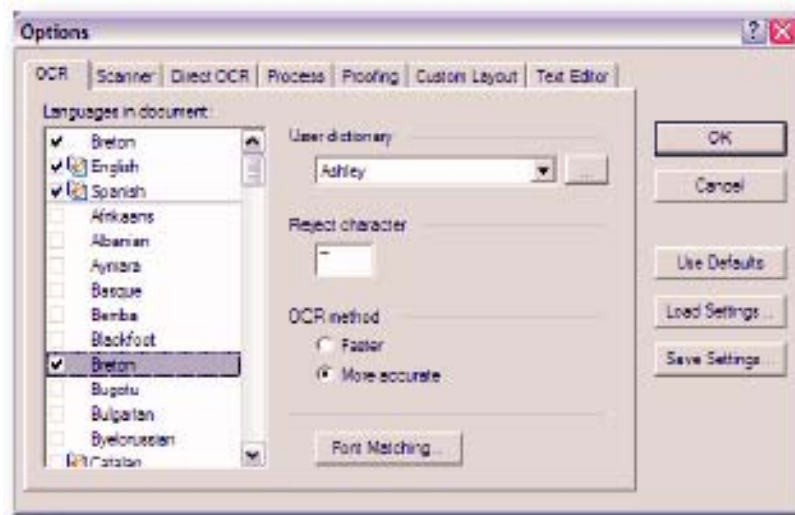 Options
OCR Scanner Direct OCR Process Proofing Custom Layout Text Editor
Languages in document:
Breton
English
Spanish
Afrikaans
Albanian
Aymara
Basque
Bemba
Blackfoot
Breton
Bugotu
Bulgarian
Byelorussian
Catalan
User dictionary
Ashley
...
Reject character
~
OCR method
Faster
More accurate
Font Matching...
OK
Cancel
Use Defaults
Load Settings...
Save Settings...